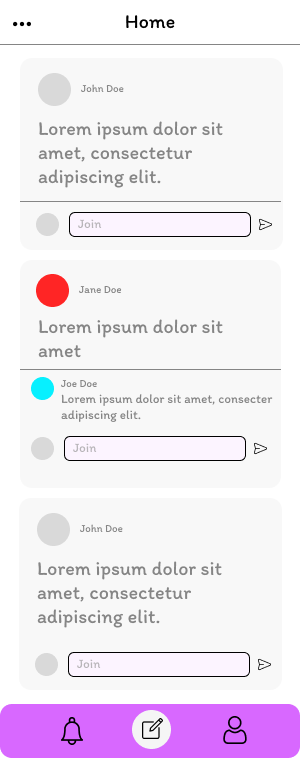 Home
John Doe
Lorem ipsum dolor sit
amet, consectetur
adipiscing elit.
Join
Jane Doe
Lorem ipsum dolor sit
amet
Joe Doe
Lorem ipsum dolor sit amet, consecter
adipiscing elit.
Join
John Doe
Lorem ipsum dolor sit
amet, consectetur
adipiscing elit.
Join